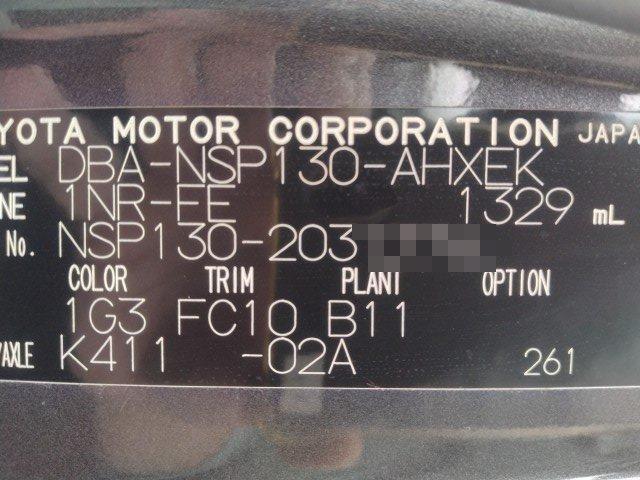 OYOTA MOTOR CORPORATION JAPA
EL DBA-NSP130-AHXEK
NE 1NR-FE 1329 mL
No. NSP130-203
COLOR TRIM PLANT OPTION
1G3 FC10 B11
/AXLE K411 -02A 261